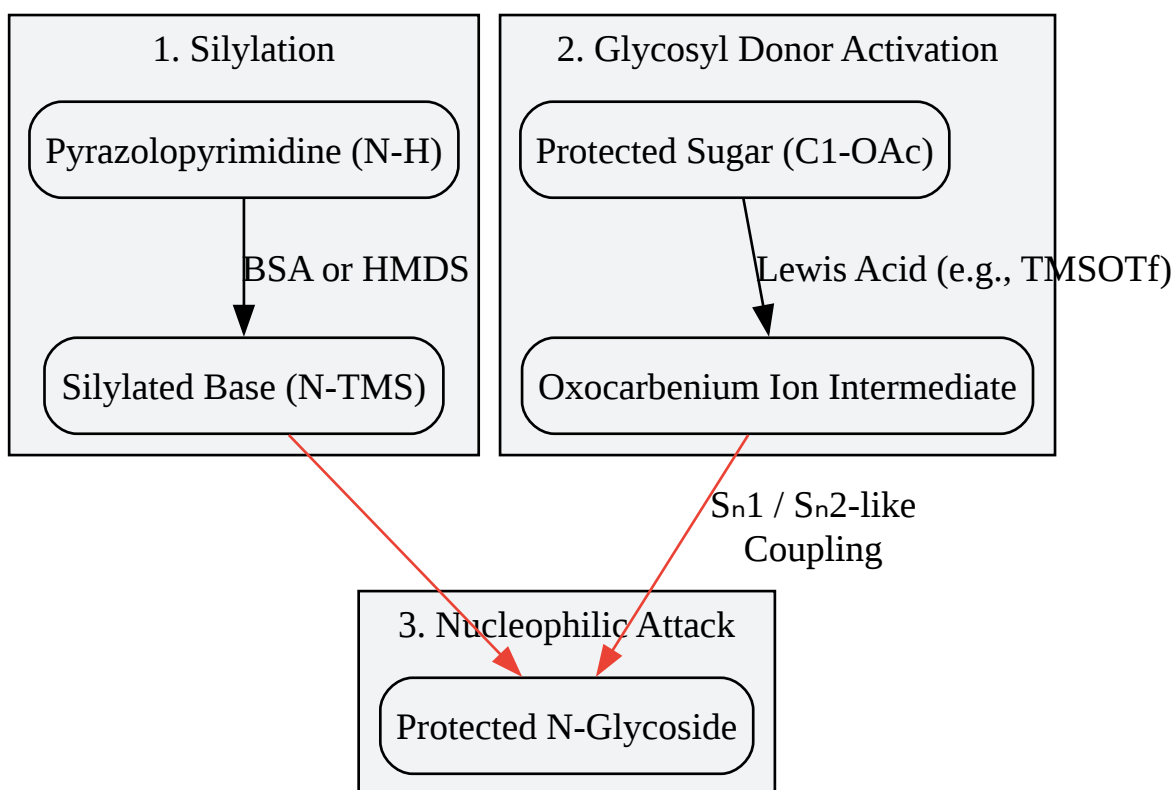 1. Silylation
Pyrazolopyrimidine (N-H)
BSA or HMDS
Silylated Base (N-TMS)
2. Glycosyl Donor Activation
Protected Sugar (C1-OAc)
Lewis Acid (e.g., TMSOTf)
Oxocarbenium Ion Intermediate
Sₙ1 / Sₙ2-like
Coupling
3. Nucleophilic Attack
Protected N-Glycoside